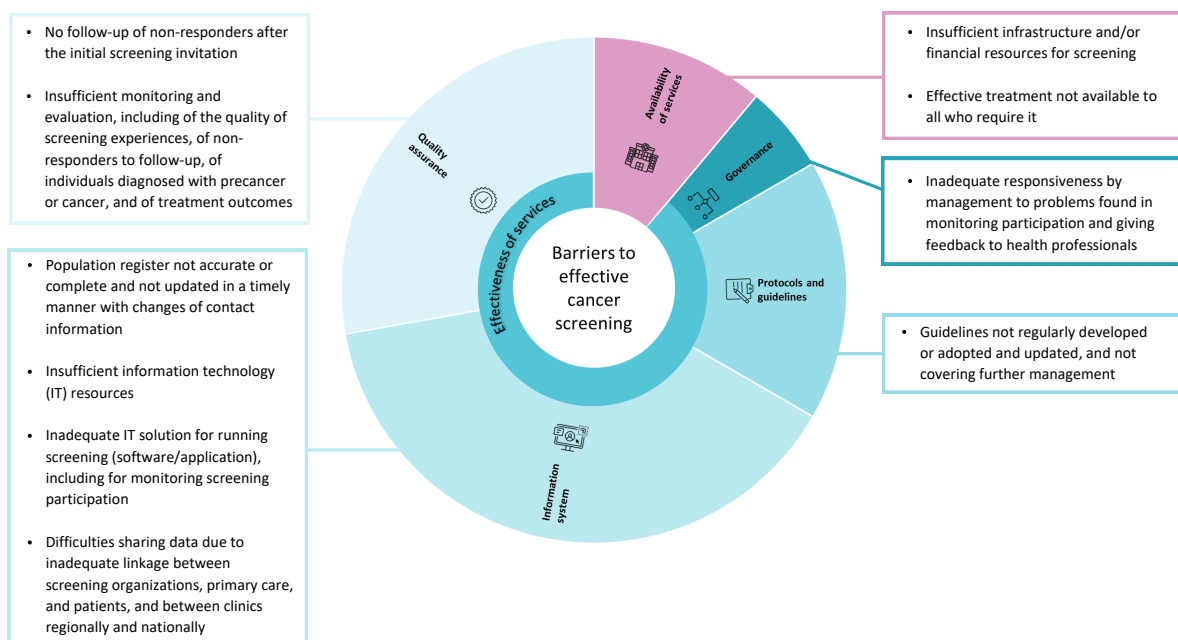 • No follow-up of non-responders after
the initial screening invitation
• Insufficient monitoring and
evaluation, including of the quality of
screening experiences, of non-
responders to follow-up, of
individuals diagnosed with precancer
or cancer, and of treatment outcomes
• Population register not accurate or
complete and not updated in a timely
manner with changes of contact
information
• Insufficient information technology
(IT) resources
• Inadequate IT solution for running
screening (software/application),
including for monitoring screening
participation
• Difficulties sharing data due to
inadequate linkage between
screening organizations, primary care,
and patients, and between clinics
regionally and nationally
Quality
assurance
Availability
of services
Governance
Protocols and
guidelines
Information
system
Effectiveness of services
Barriers to
effective
cancer
screening
• Insufficient infrastructure and/or
financial resources for screening
• Effective treatment not available to
all who require it
• Inadequate responsiveness by
management to problems found in
monitoring participation and giving
feedback to health professionals
• Guidelines not regularly developed
or adopted and updated, and not
covering further management